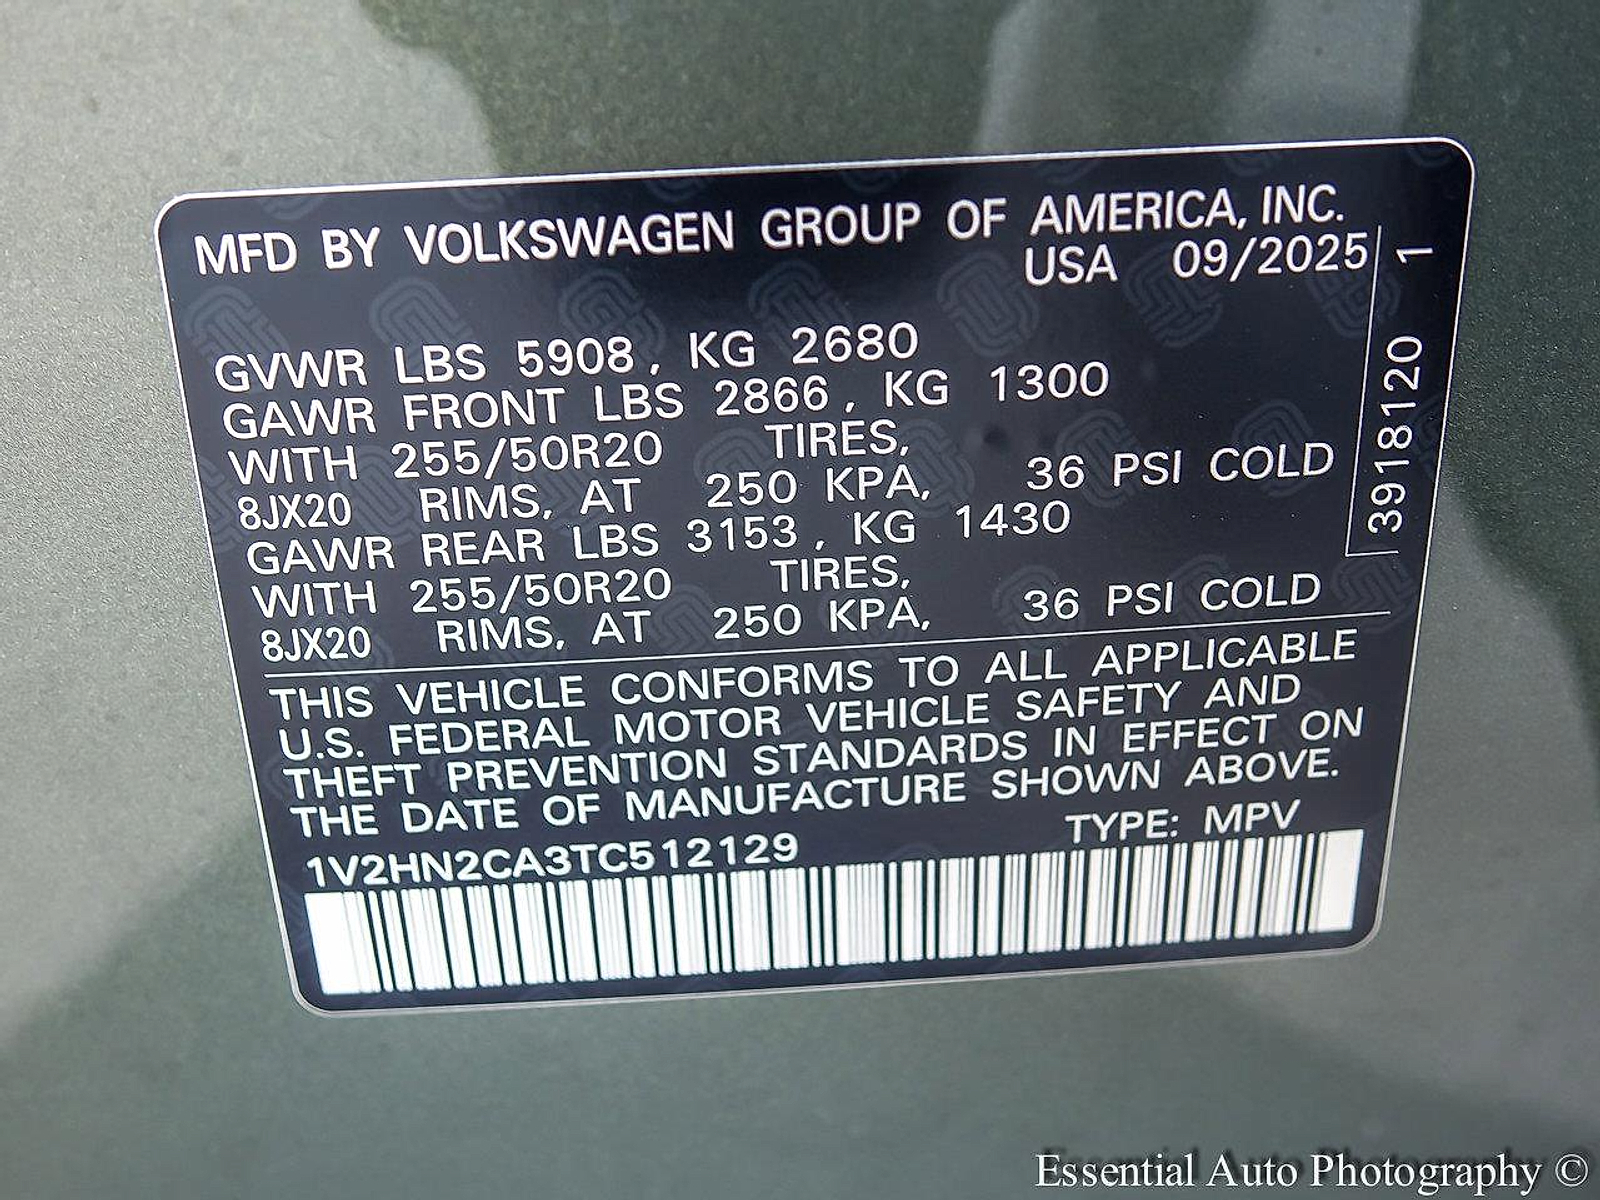 MFD BY VOLKSWAGEN GROUP OF AMERICA, INC.
USA 09/2025
GVWR LBS 5908, KG 2680
GAWR FRONT LBS 2866, KG 1300
WITH 255/50R20 TIRES,
8JX20 RIMS, AT 250 KPA, 36 PSI COLD
GAWR REAR LBS 3153, KG 1430
WITH 255/50R20 TIRES,
8JX20 RIMS, AT 250 KPA, 36 PSI COLD
3918120 1
THIS VEHICLE CONFORMS TO ALL APPLICABLE
U.S. FEDERAL MOTOR VEHICLE SAFETY AND
THEFT PREVENTION STANDARDS IN EFFECT ON
THE DATE OF MANUFACTURE SHOWN ABOVE.
TYPE: MPV
1V2HN2CA3TC512129
Essential Auto Photography ©